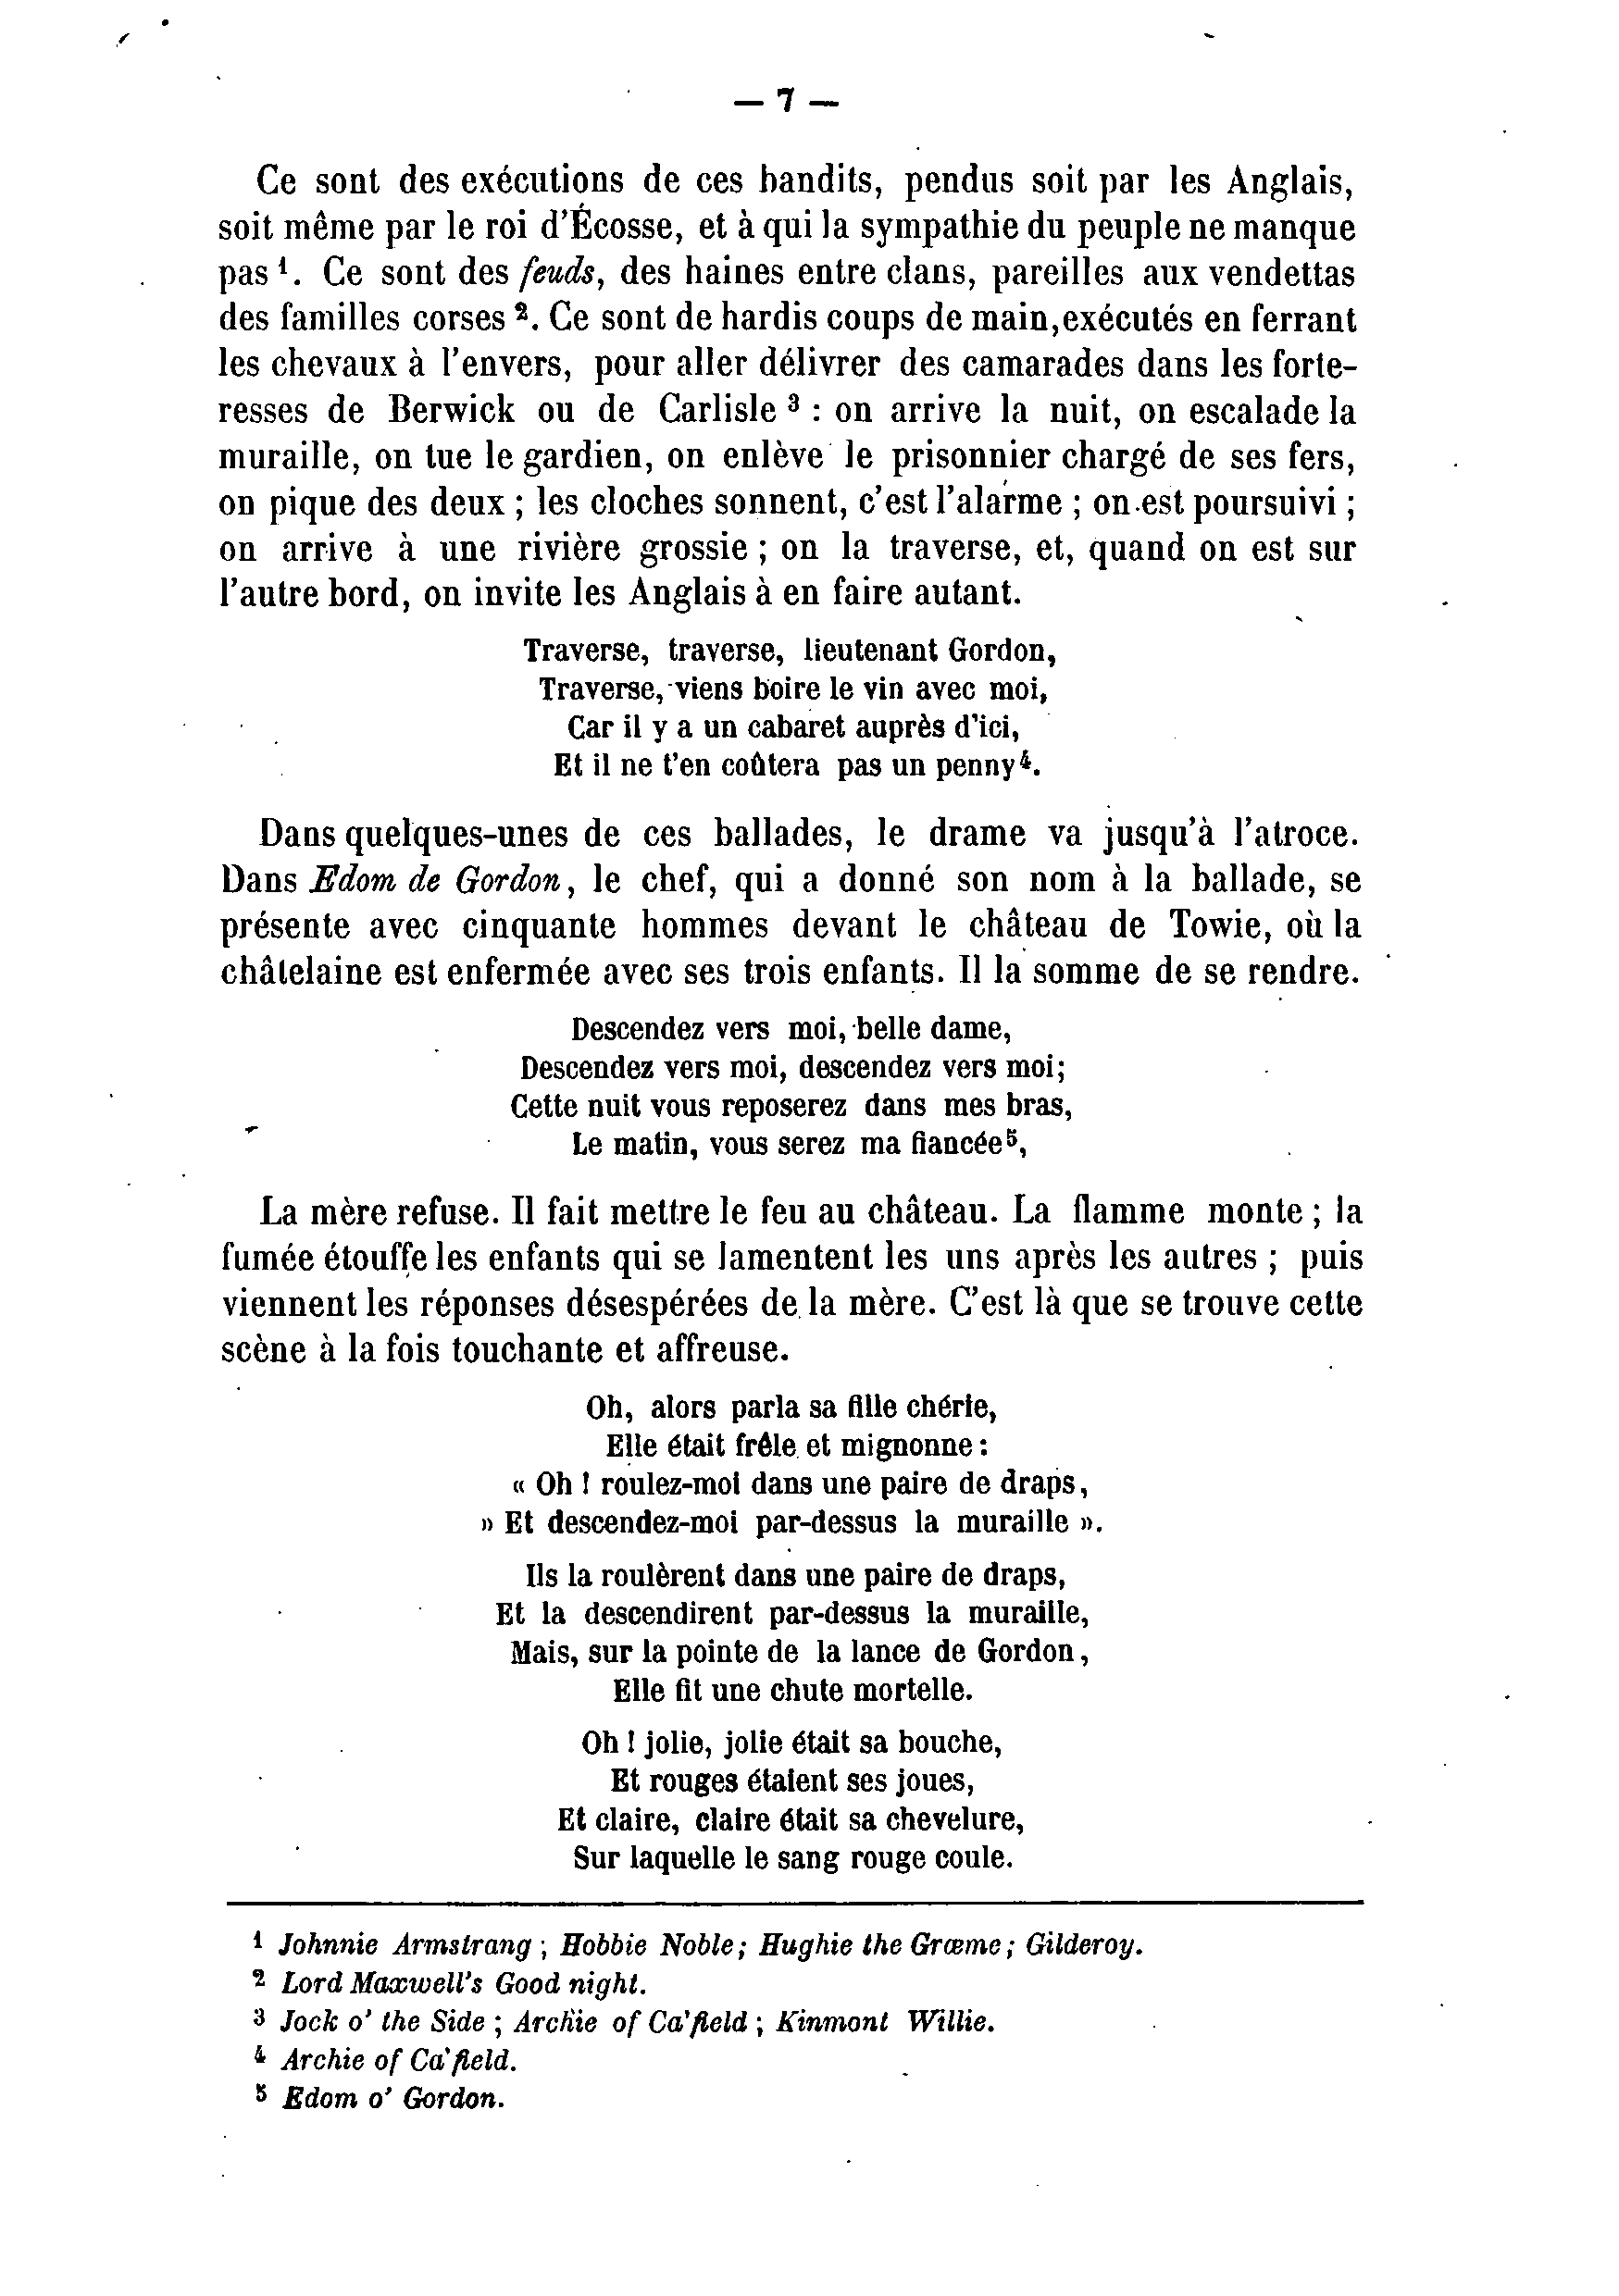 — 7 —
Ce sont des exécutions de ces bandits, pendus soit par les Anglais,
soit même par le roi d'Écosse, et à qui la sympathie du peuple ne manque
pas ¹. Ce sont des feuds, des haines entre clans, pareilles aux vendettas
des familles corses ². Ce sont de hardis coups de main, exécutés en ferrant
les chevaux à l'envers, pour aller délivrer des camarades dans les forte-
resses de Berwick ou de Carlisle ³ : on arrive la nuit, on escalade la
muraille, on tue le gardien, on enlève le prisonnier chargé de ses fers,
on pique des deux ; les cloches sonnent, c'est l'alarme ; on est poursuivi ;
on arrive à une rivière grossie ; on la traverse, et, quand on est sur
l'autre bord, on invite les Anglais à en faire autant.
Traverse, traverse, lieutenant Gordon,
Traverse, viens boire le vin avec moi,
Car il y a un cabaret auprès d'ici,
Et il ne t'en coûtera pas un penny⁴.
Dans quelques-unes de ces ballades, le drame va jusqu'à l'atroce.
Dans Edom de Gordon, le chef, qui a donné son nom à la ballade, se
présente avec cinquante hommes devant le château de Towie, où la
châtelaine est enfermée avec ses trois enfants. Il la somme de se rendre.
Descendez vers moi, belle dame,
Descendez vers moi, descendez vers moi;
Cette nuit vous reposerez dans mes bras,
Le matin, vous serez ma fiancée⁵,
La mère refuse. Il fait mettre le feu au château. La flamme monte ; la
fumée étouffe les enfants qui se lamentent les uns après les autres ; puis
viennent les réponses désespérées de la mère. C'est là que se trouve cette
scène à la fois touchante et affreuse.
Oh, alors parla sa fille chérie,
Elle était frêle et mignonne :
« Oh ! roulez-moi dans une paire de draps,
» Et descendez-moi par-dessus la muraille ».
Ils la roulèrent dans une paire de draps,
Et la descendirent par-dessus la muraille,
Mais, sur la pointe de la lance de Gordon,
Elle fit une chute mortelle.
Oh ! jolie, jolie était sa bouche,
Et rouges étaient ses joues,
Et claire, claire était sa chevelure,
Sur laquelle le sang rouge coule.
¹ Johnnie Armstrang ; Hobbie Noble; Hughie the Græme; Gilderoy.
² Lord Maxwell's Good night.
³ Jock o' the Side ; Archie of Ca'field ; Kinmont Willie.
⁴ Archie of Ca'field.
⁵ Edom o' Gordon.